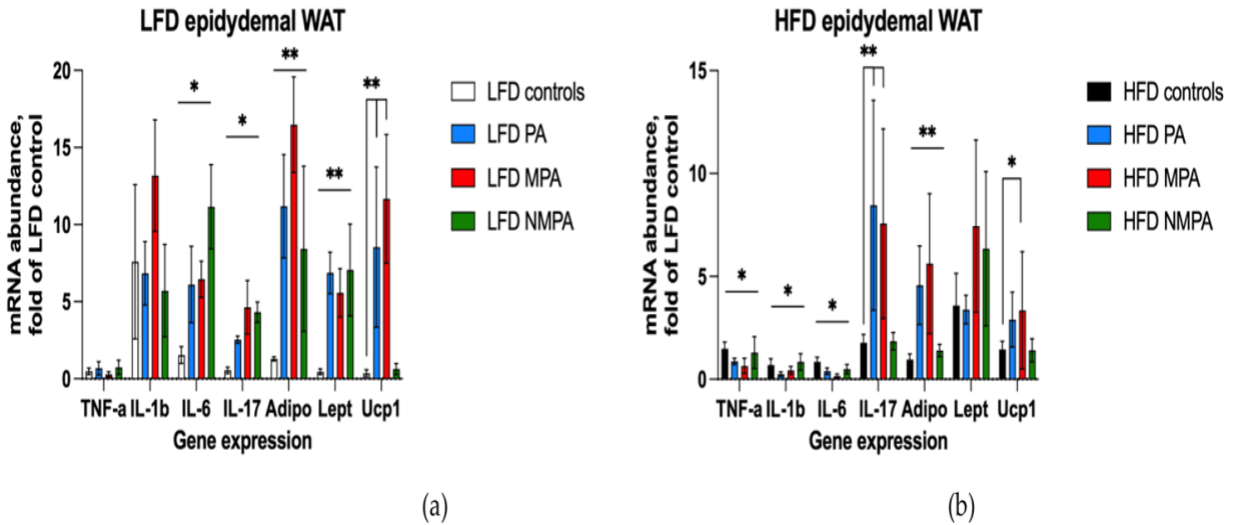 LFD epidydemal WAT
mRNA abundance,
fold of LFD control
20
15
10
5
0
**
*
*
**
**
TNF-a IL-1b IL-6 IL-17 Adipo Lept Ucp1
Gene expression
LFD controls
LFD PA
LFD MPA
LFD NMPA
(a)
HFD epidydemal WAT
mRNA abundance,
fold of LFD control
15
10
5
0
**
**
*
*
*
*
TNF-a IL-1b IL-6 IL-17 Adipo Lept Ucp1
Gene expression
HFD controls
HFD PA
HFD MPA
HFD NMPA
(b)